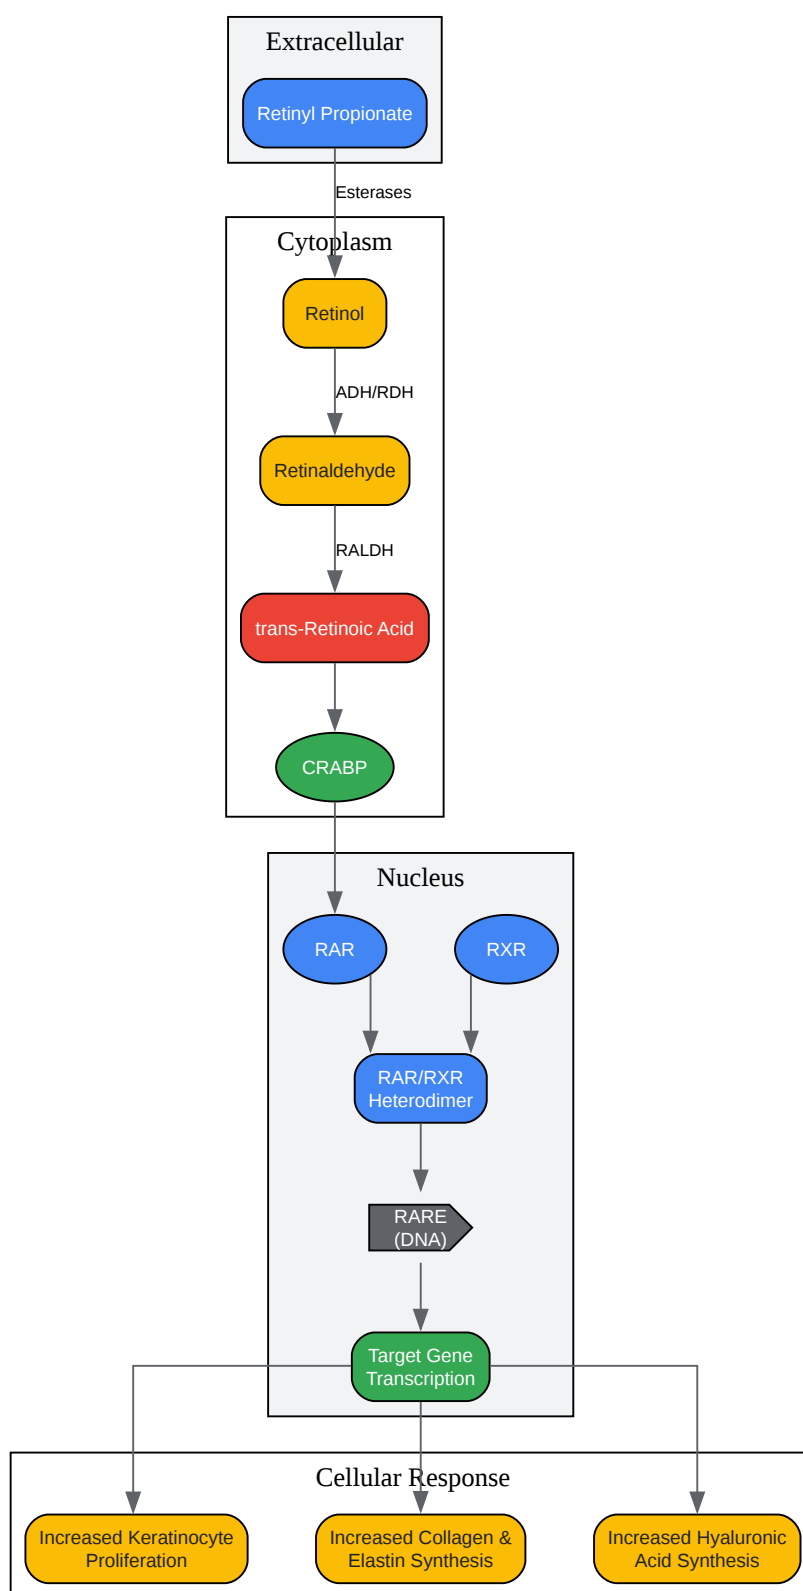 Extracellular
Retinyl Propionate
Esterases
Cytoplasm
Retinol
ADH/RDH
Retinaldehyde
RALDH
trans-Retinoic Acid
CRABP
Nucleus
RAR
RXR
RAR/RXR
Heterodimer
RARE
(DNA)
Target Gene
Transcription
Cellular Response
Increased Keratinocyte
Proliferation
Increased Collagen &
Elastin Synthesis
Increased Hyaluronic
Acid Synthesis